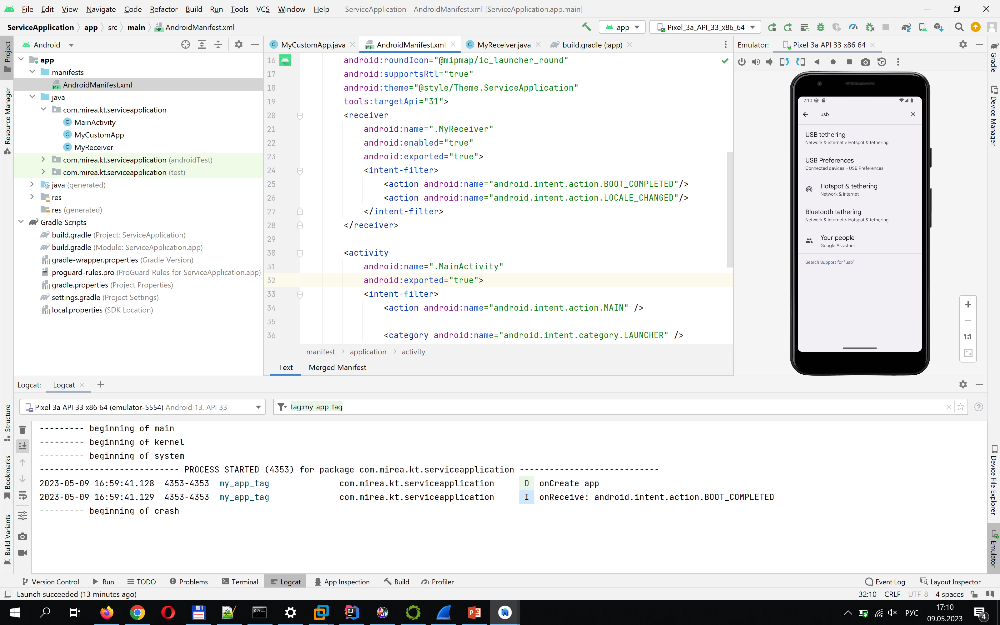 File Edit View Navigate Code Refactor Build Run Tools VCS Window Help ServiceApplication - AndroidManifest.xml [ServiceApplication.app.main]
ServiceApplication app src main AndroidManifest.xml app Pixel_3a_API_33_x86_64
Project
Resource Manager
Structure
Bookmarks
Build Variants
Android
app
manifests
AndroidManifest.xml
java
com.mirea.kt.serviceapplication
MainActivity
MyCustomApp
MyReceiver
com.mirea.kt.serviceapplication (androidTest)
com.mirea.kt.serviceapplication (test)
java (generated)
res
res (generated)
Gradle Scripts
build.gradle (Project: ServiceApplication)
build.gradle (Module: ServiceApplication.app)
gradle-wrapper.properties (Gradle Version)
proguard-rules.pro (ProGuard Rules for ServiceApplication.app)
gradle.properties (Project Properties)
settings.gradle (Project Settings)
local.properties (SDK Location)
MyCustomApp.java AndroidManifest.xml MyReceiver.java build.gradle (:app)
16 android:roundIcon="@mipmap/ic_launcher_round"
17 android:supportsRtl="true"
18 android:theme="@style/Theme.ServiceApplication"
19 tools:targetApi="31">
20 <receiver
21 android:name=".MyReceiver"
22 android:enabled="true"
23 android:exported="true">
24 <intent-filter>
25 <action android:name="android.intent.action.BOOT_COMPLETED"/>
26 <action android:name="android.intent.action.LOCALE_CHANGED"/>
27 </intent-filter>
28 </receiver>
29
30 <activity
31 android:name=".MainActivity"
32 android:exported="true">
33 <intent-filter>
34 <action android:name="android.intent.action.MAIN" />
35
36 <category android:name="android.intent.category.LAUNCHER" />
manifest application activity
Text Merged Manifest
Emulator: Pixel 3a API 33 x86 64
2:10
usb
USB tethering
Network & internet > Hotspot & tethering
USB Preferences
Connected devices > USB Preferences
Hotspot & tethering
Network & internet
Bluetooth tethering
Network & internet > Hotspot & tethering
Your people
Google Assistant
Search Support for "usb"
1:1
Gradle
Device Manager
Device File Explorer
Emulator
Logcat: Logcat
Pixel 3a API 33 x86 64 (emulator-5554) Android 13, API 33 tag:my_app_tag
--------- beginning of main
--------- beginning of kernel
--------- beginning of system
---------------------------- PROCESS STARTED (4353) for package com.mirea.kt.serviceapplication ----------------------------
2023-05-09 16:59:41.128 4353-4353 my_app_tag com.mirea.kt.serviceapplication D onCreate app
2023-05-09 16:59:41.129 4353-4353 my_app_tag com.mirea.kt.serviceapplication I onReceive: android.intent.action.BOOT_COMPLETED
--------- beginning of crash
Version Control Run TODO Problems Terminal Logcat App Inspection Build Profiler Event Log Layout Inspector
Launch succeeded (13 minutes ago) 32:10 CRLF UTF-8 4 spaces
РУС 17:10
09.05.2023 4